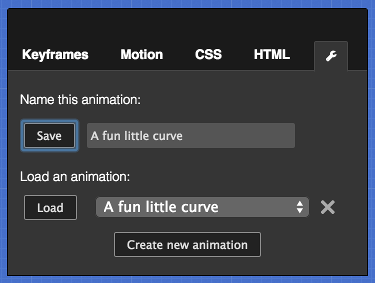 Keyframes Motion CSS HTML
Name this animation:
Save A fun little curve
Load an animation:
Load A fun little curve
Create new animation